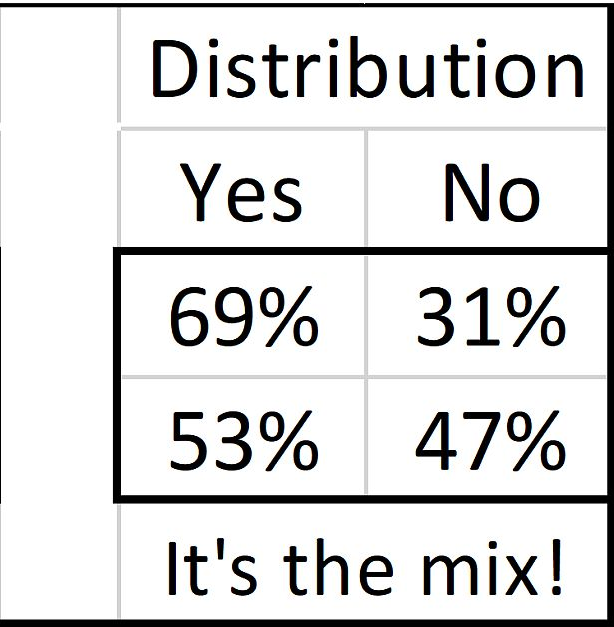 Distribution
Yes No
69% 31%
53% 47%
It's the mix!